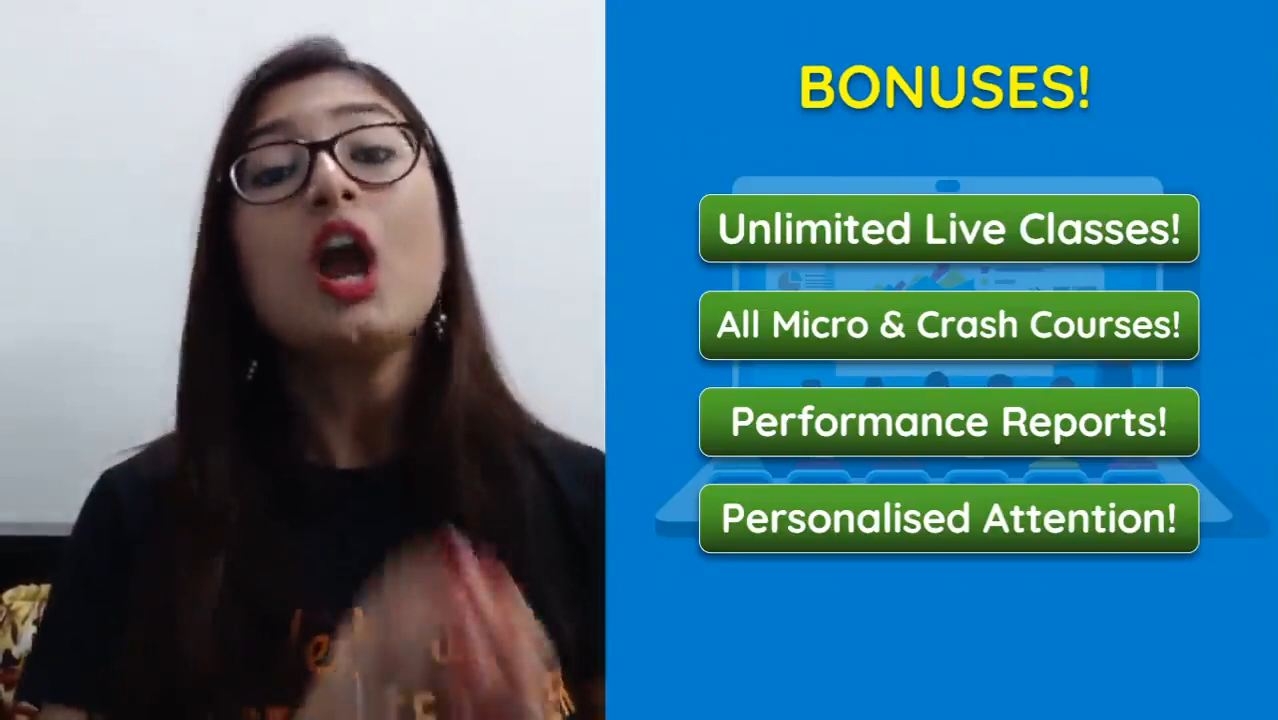 BONUSES!
Unlimited Live Classes!
All Micro & Crash Courses!
Performance Reports!
Personalised Attention!